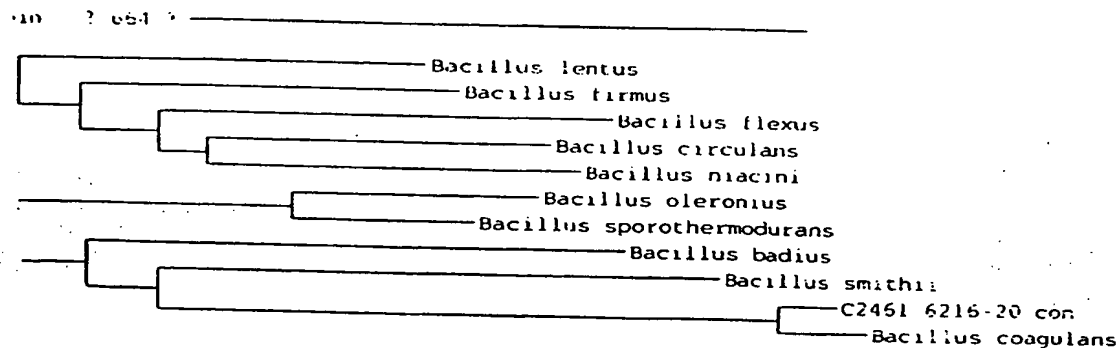 Bacillus lentus
Bacillus firmus
Bacillus flexus
Bacillus circulans
Bacillus niacini
Bacillus oleronius
Bacillus sporothermodurans
Bacillus badius
Bacillus smithii
C2461 6216-20 con
Bacillus coagulans